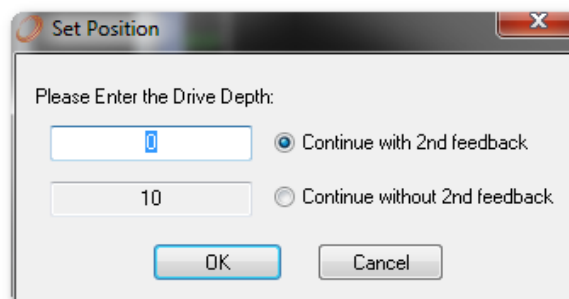 Set Position
Please Enter the Drive Depth:
0 Continue with 2nd feedback
10 Continue without 2nd feedback
OK Cancel